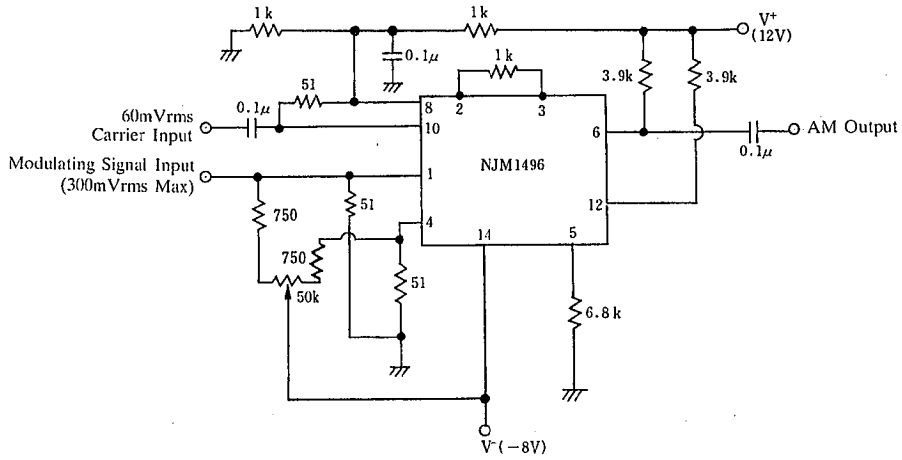 1k
1k
V⁺
(12V)
0.1μ
1k
3.9k
3.9k
51
0.1μ
60mVrms
Carrier Input
8
2
3
10
6
AM Output
0.1μ
Modulating Signal Input
(300mVrms Max)
NJM1496
1
51
12
750
4
14
5
750
51
50k
6.8k
V⁻(−8V)